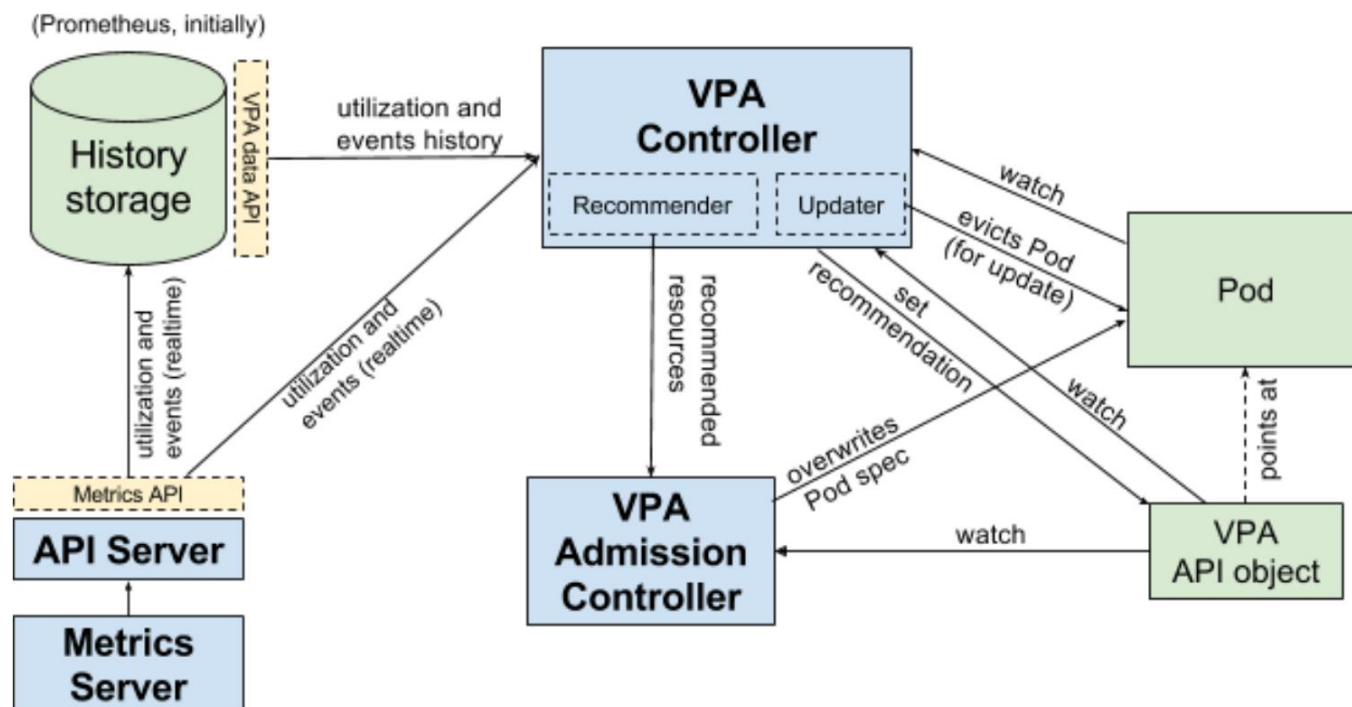 (Prometheus, initially)
History
storage
VPA data API
utilization and
events history
VPA
Controller
Recommender
Updater
watch
evicts Pod
(for update)
Pod
set
recommendation
watch
points at
recommended
resources
utilization and
events (realtime)
utilization and
events (realtime)
overwrites
Pod spec
Metrics API
API Server
Metrics
Server
VPA
Admission
Controller
watch
VPA
API object